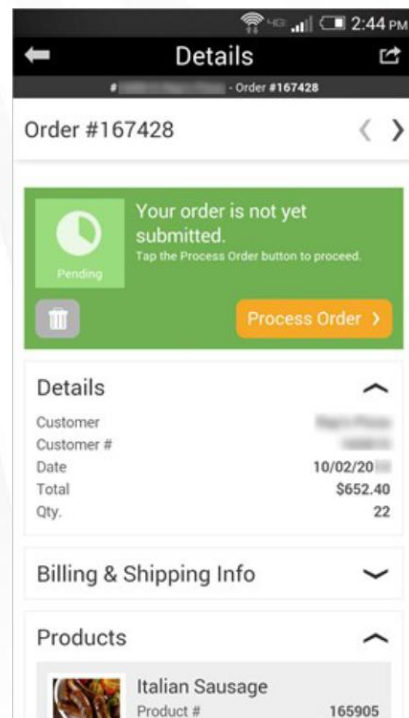 4G 2:44 PM
Details
# - Order #167428
Order #167428
Your order is not yet
submitted.
Tap the Process Order button to proceed.
Pending
Process Order
Details
Customer
Customer #
Date 10/02/20
Total $652.40
Qty. 22
Billing & Shipping Info
Products
Italian Sausage
Product # 165905